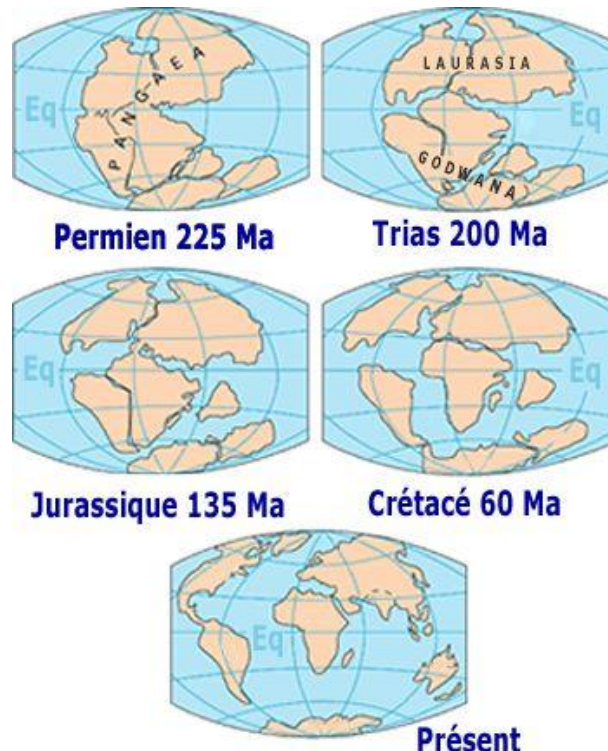 PANGAEA
Eq
Permien 225 Ma
LAURASIA
GODWANA
Eq
Trias 200 Ma
Eq
Jurassique 135 Ma
Eq
Crétacé 60 Ma
Eq
Présent